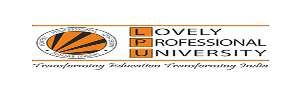 LOVELY
PROFESSIONAL
UNIVERSITY
Transforming Education Transforming India